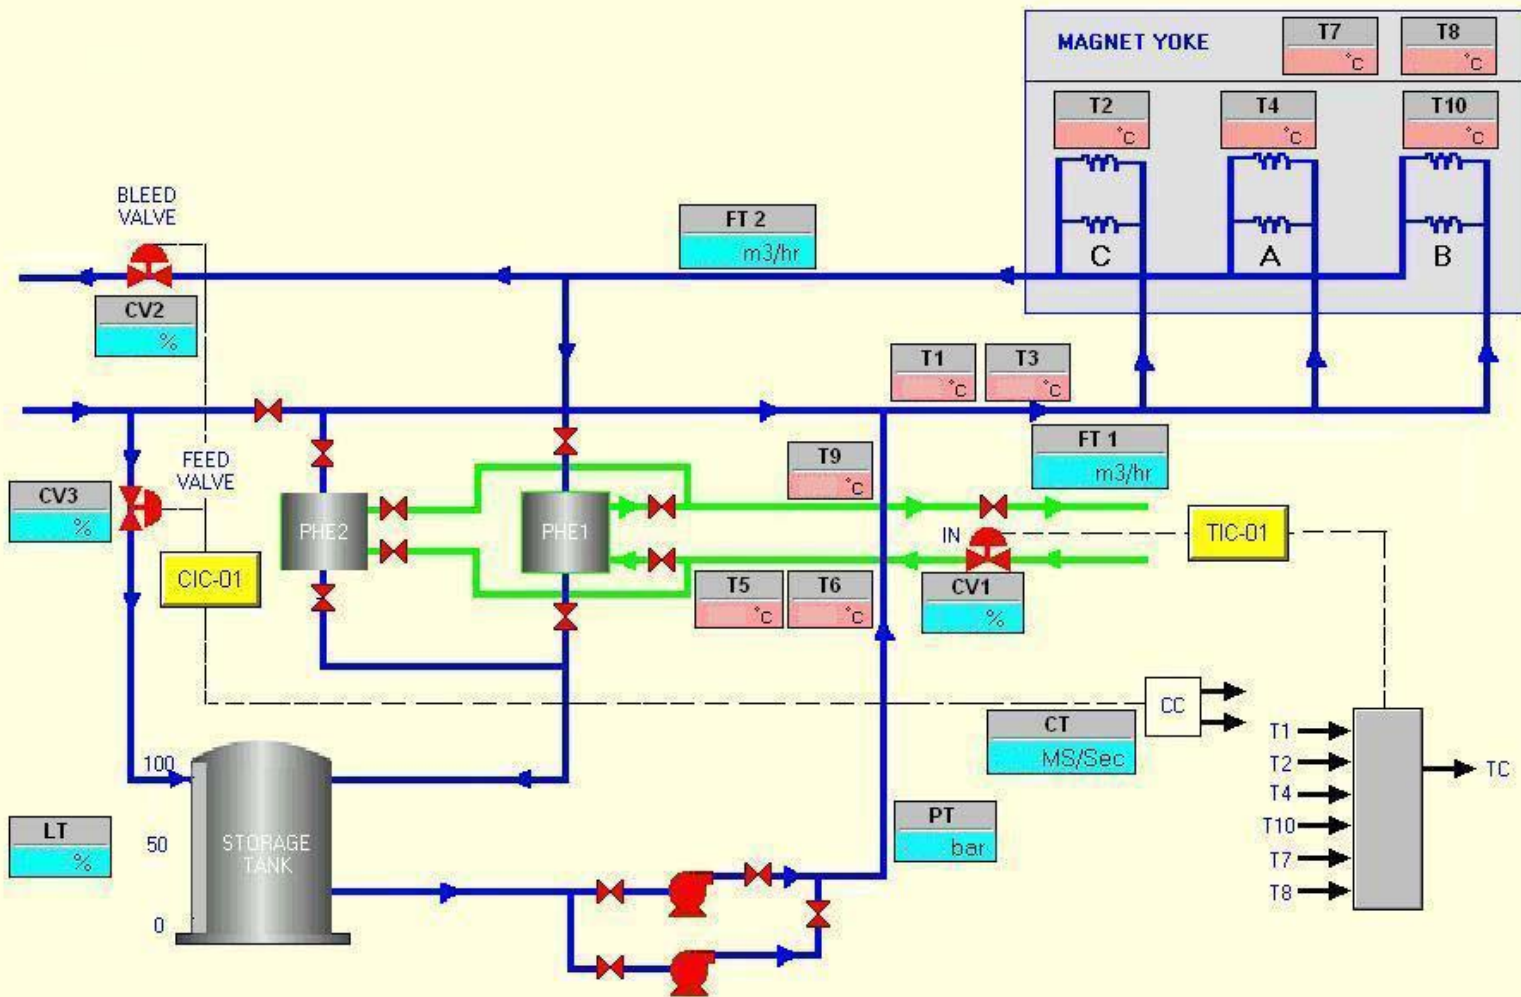 MAGNET YOKE
T7
°C
T8
°C
T2
°C
T4
°C
T10
°C
BLEED
VALVE
FT 2
m3/hr
C
A
B
CV2
%
T1
°C
T3
°C
FEED
VALVE
FT 1
m3/hr
T9
°C
CV3
%
PHE2
PHE1
IN
TIC-01
CIC-01
T5
°C
T6
°C
CV1
%
CC
CT
MS/Sec
T1
T2
T4
T10
T7
T8
TC
100
50
0
LT
%
STORAGE
TANK
PT
bar